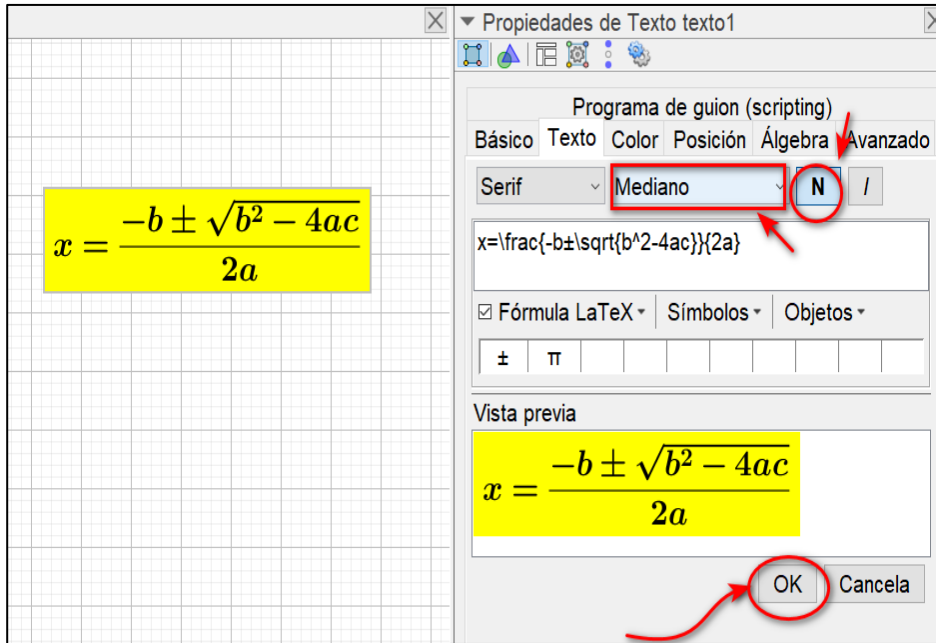 x = \frac{-b ± \sqrt{b^2 − 4ac}}{2a}
Propiedades de Texto texto1
Programa de guion (scripting)
Básico Texto Color Posición Álgebra Avanzado
Serif Mediano N I
x=\frac{-b±\sqrt{b^2-4ac}}{2a}
Fórmula LaTeX Símbolos Objetos
± π
Vista previa
x = \frac{-b ± \sqrt{b^2 − 4ac}}{2a}
OK Cancela